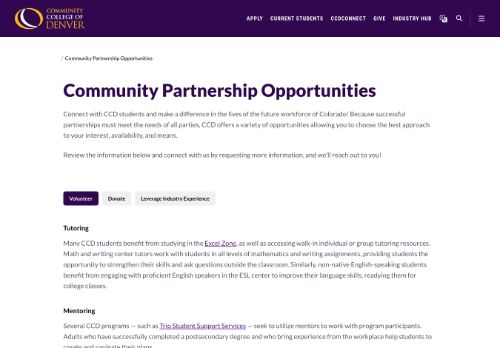 COMMUNITY
COLLEGE OF
DENVER
APPLY CURRENT STUDENTS CCDCONNECT GIVE INDUSTRY HUB
/ Community Partnership Opportunities
Community Partnership Opportunities
Connect with CCD students and make a difference in the lives of the future workforce of Colorado! Because successful
partnerships must meet the needs of all parties, CCD offers a variety of opportunities allowing you to choose the best approach
to your interest, availability, and means.
Review the information below and connect with us by requesting more information, and we'll reach out to you!
Volunteer Donate Leverage Industry Experience
Tutoring
Many CCD students benefit from studying in the Excel Zone, as well as accessing walk-in individual or group tutoring resources.
Math and writing center tutors work with students in all levels of mathematics and writing assignments, providing students the
opportunity to strengthen their skills and ask questions outside the classroom. Similarly, non-native English-speaking students
benefit from engaging with proficient English speakers in the ESL center to improve their language skills, readying them for
college classes.
Mentoring
Several CCD programs — such as Trio Student Support Services — seek to utilize mentors to work with program participants.
Adults who have successfully completed a postsecondary degree and who bring experience from the workplace help students to
create and navigate their plans